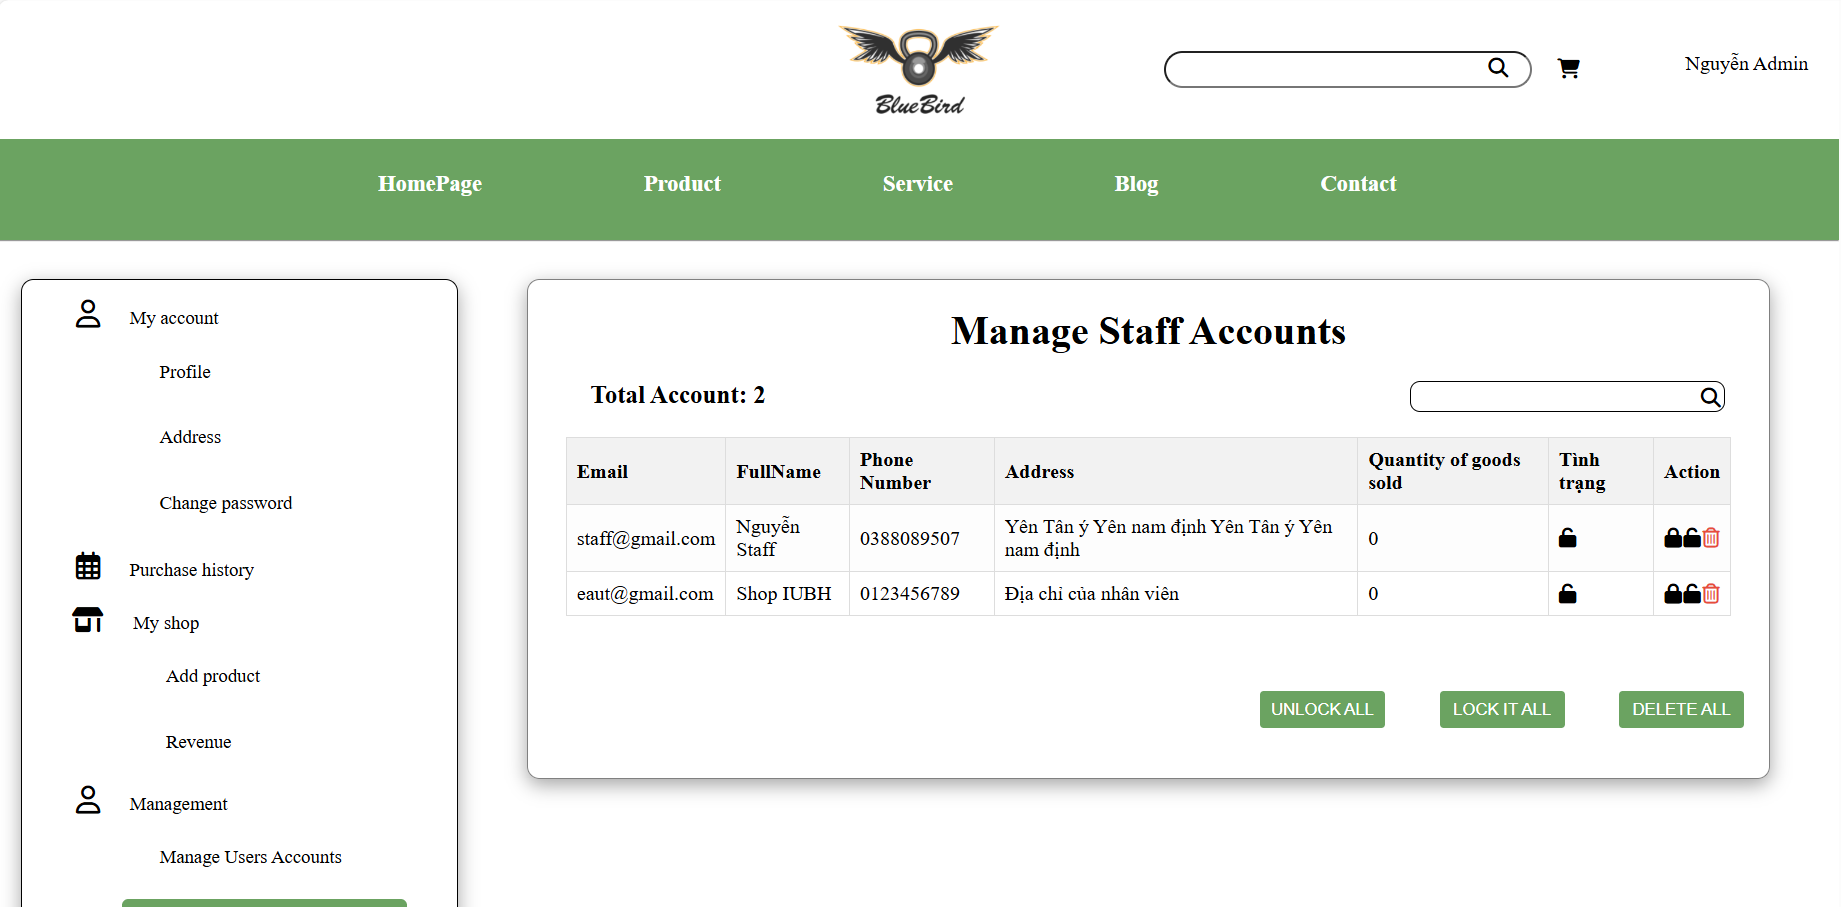 BlueBird
Nguyễn Admin
HomePage
Product
Service
Blog
Contact
My account
Profile
Address
Change password
Purchase history
My shop
Add product
Revenue
Management
Manage Users Accounts
Manage Staff Accounts
Total Account: 2
Email
FullName
Phone
Number
Address
Quantity of goods
sold
Tình
trạng
Action
staff@gmail.com
Nguyễn
Staff
0388089507
Yên Tân ý Yên nam định Yên Tân ý Yên
nam định
0
eaut@gmail.com
Shop IUBH
0123456789
Địa chỉ của nhân viên
0
UNLOCK ALL
LOCK IT ALL
DELETE ALL